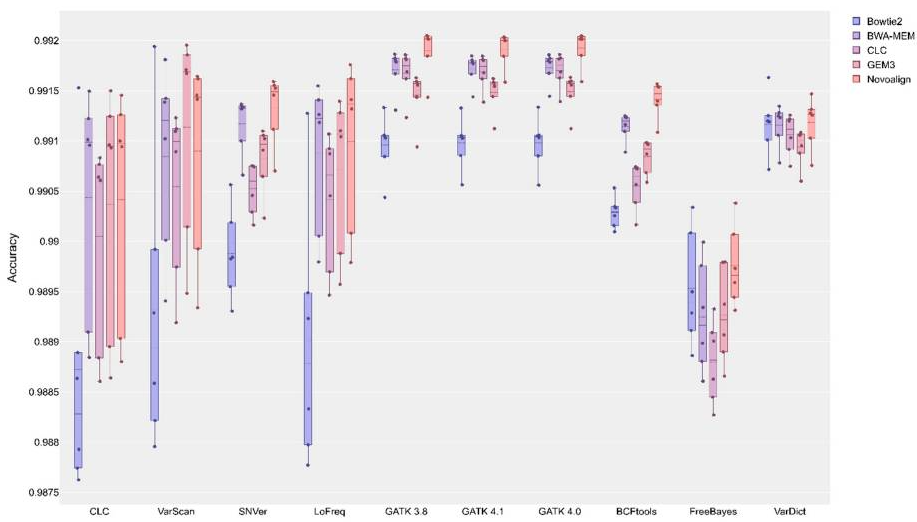 Bowtie2
BWA-MEM
CLC
GEM3
Novoalign
Accuracy
0.992
0.9915
0.991
0.9905
0.99
0.9895
0.989
0.9885
0.988
0.9875
CLC VarScan SNVer LoFreq GATK 3.8 GATK 4.1 GATK 4.0 BCFtools FreeBayes VarDict